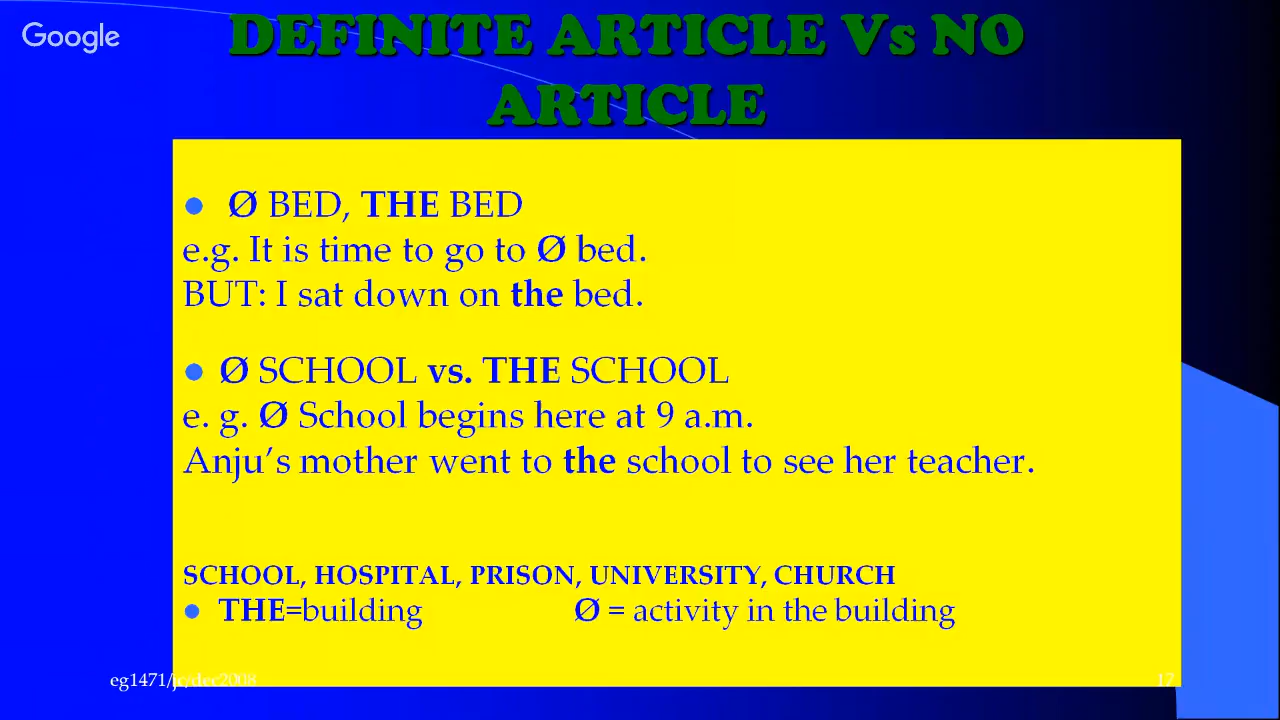 Google
DEFINITE ARTICLE Vs NO
ARTICLE
● Ø BED, THE BED
e.g. It is time to go to Ø bed.
BUT: I sat down on the bed.
● Ø SCHOOL vs. THE SCHOOL
e. g. Ø School begins here at 9 a.m.
Anju’s mother went to the school to see her teacher.
SCHOOL, HOSPITAL, PRISON, UNIVERSITY, CHURCH
● THE=building Ø = activity in the building
eg1471/jc/dec2008 17